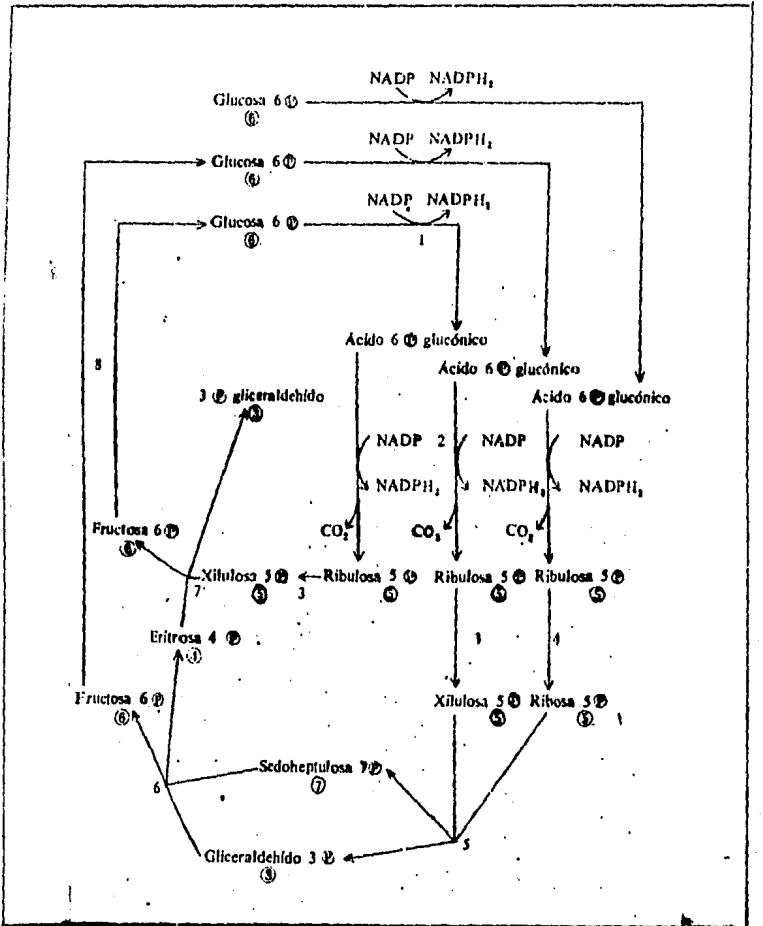 NADP NADPH₂
Glucosa 6 Ⓟ
⑥
NADP NADPH₂
Glucosa 6 Ⓟ
⑥
NADP NADPH₂
Glucosa 6 Ⓟ
⑥
1
Ácido 6 Ⓟ glucónico
8
Ácido 6 Ⓟ glucónico
3 Ⓟ gliceraldehído
③
Ácido 6 Ⓟ glucónico
NADP 2 NADP NADP
NADPH₂ NADPH₂ NADPH₂
Fructosa 6 Ⓟ
⑥
CO₂ CO₂ CO₂
7 Xilulosa 5 Ⓟ 3 Ribulosa 5 Ⓟ Ribulosa 5 Ⓟ Ribulosa 5 Ⓟ
⑤ ⑤ ⑤ ⑤
Eritrosa 4 Ⓟ 3 4
④
Fructosa 6 Ⓟ Xilulosa 5 Ⓟ Ribosa 5 Ⓟ
⑥ ⑤ ⑤
Sedoheptulosa 7 Ⓟ
6 ⑦
5
Gliceraldehído 3 Ⓟ
③